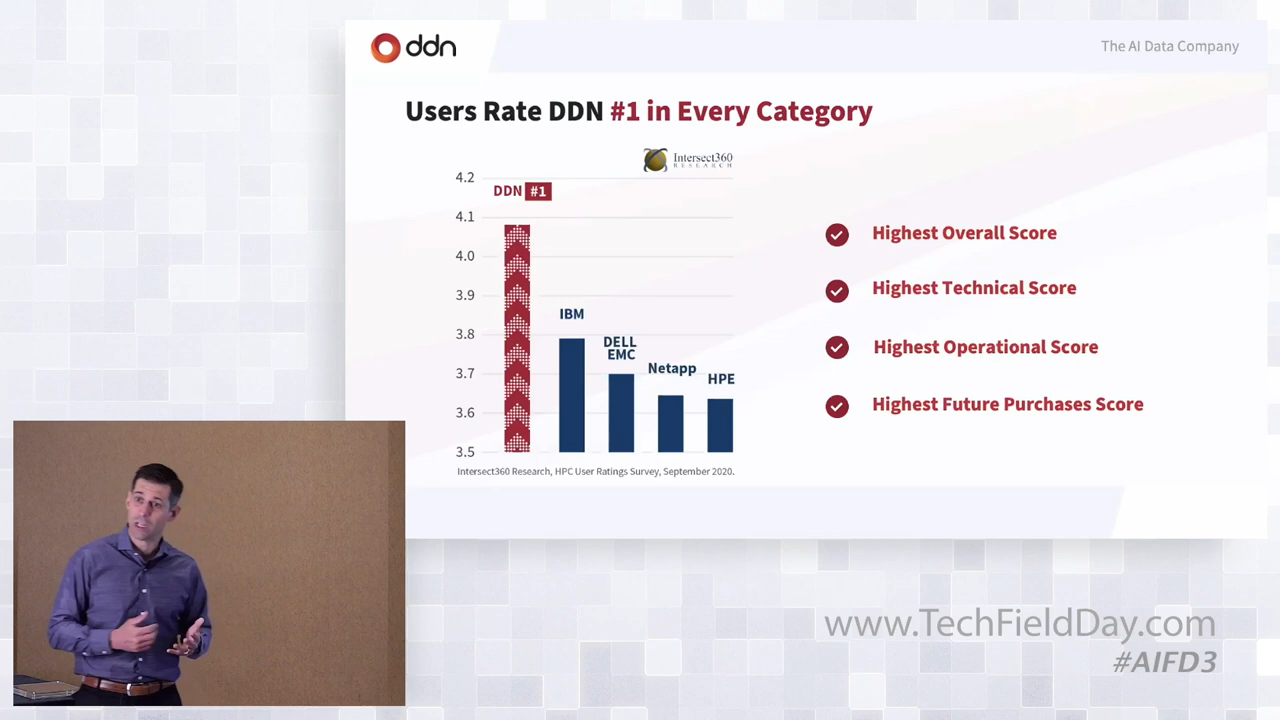 ddn
The AI Data Company
Users Rate DDN #1 in Every Category
Intersect360
RESEARCH
4.2
DDN #1
4.1
4.0
3.9
IBM
3.8
DELL
EMC
3.7
Netapp
HPE
3.6
3.5
Intersect360 Research, HPC User Ratings Survey, September 2020.
Highest Overall Score
Highest Technical Score
Highest Operational Score
Highest Future Purchases Score
www.TechFieldDay.com
#AIFD3